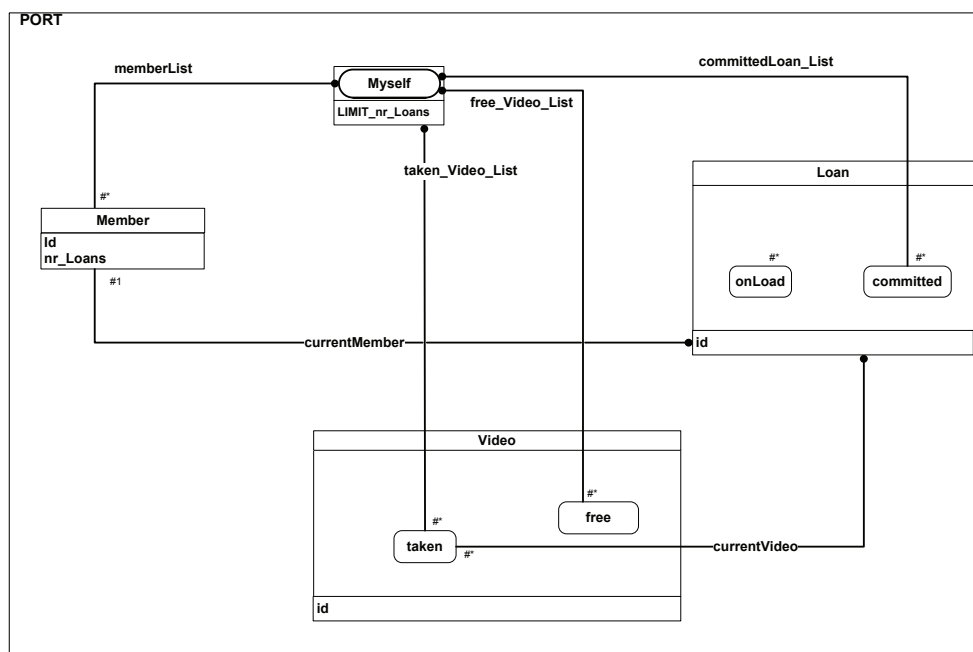 PORT
memberList
Myself
committedLoan_List
free_Video_List
LIMIT_nr_Loans
taken_Video_List
Loan
#*
Member
Id
nr_Loans
#1
#*
onLoad
#*
committed
currentMember
id
Video
#*
free
#*
taken
#*
currentVideo
id